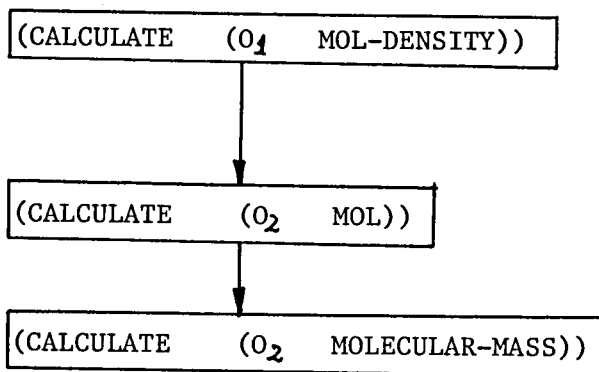 (CALCULATE (O₁ MOL-DENSITY))
(CALCULATE (O₂ MOL))
(CALCULATE (O₂ MOLECULAR-MASS))